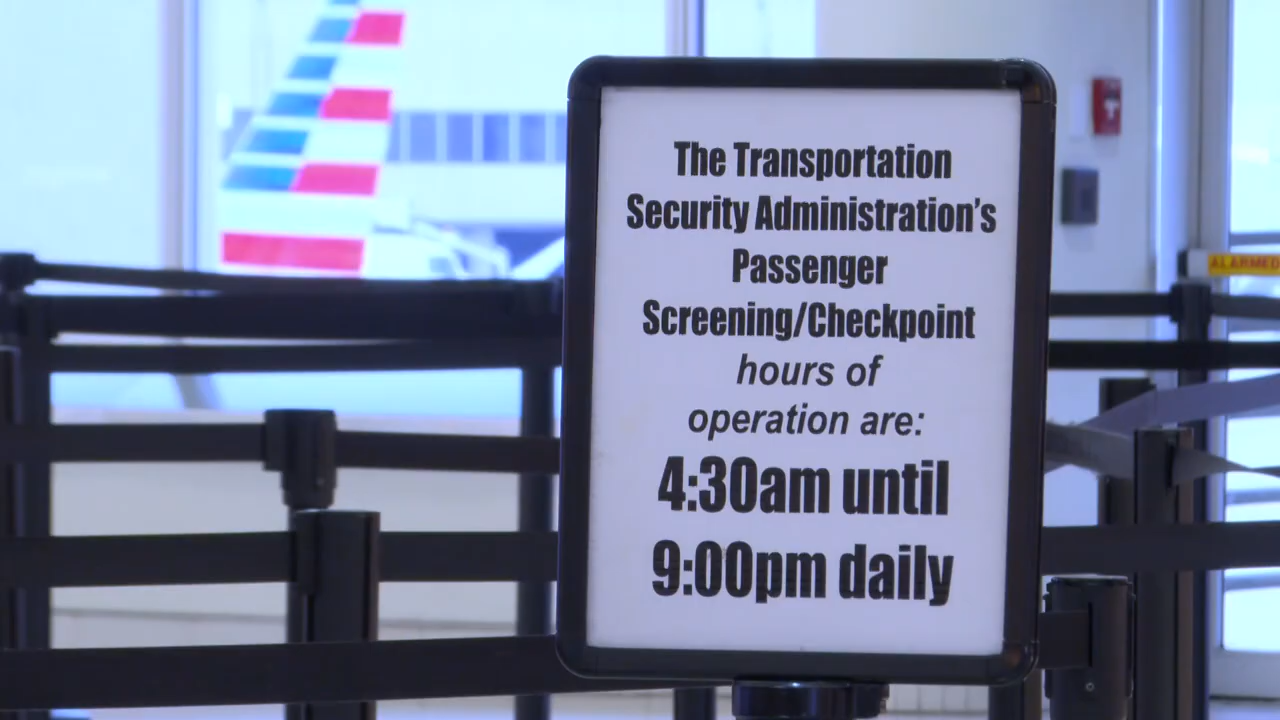 The Transportation
Security Administration’s
Passenger
Screening/Checkpoint
hours of
operation are:
4:30am until
9:00pm daily
ALARMED